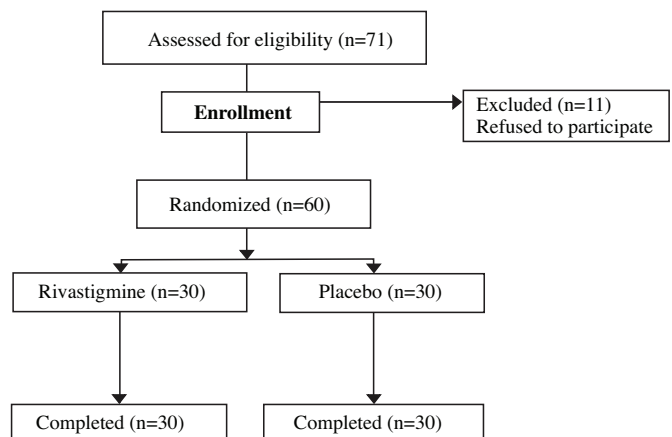 Assessed for eligibility (n=71)
Enrollment
Excluded (n=11)
Refused to participate
Randomized (n=60)
Rivastigmine (n=30)
Placebo (n=30)
Completed (n=30)
Completed (n=30)